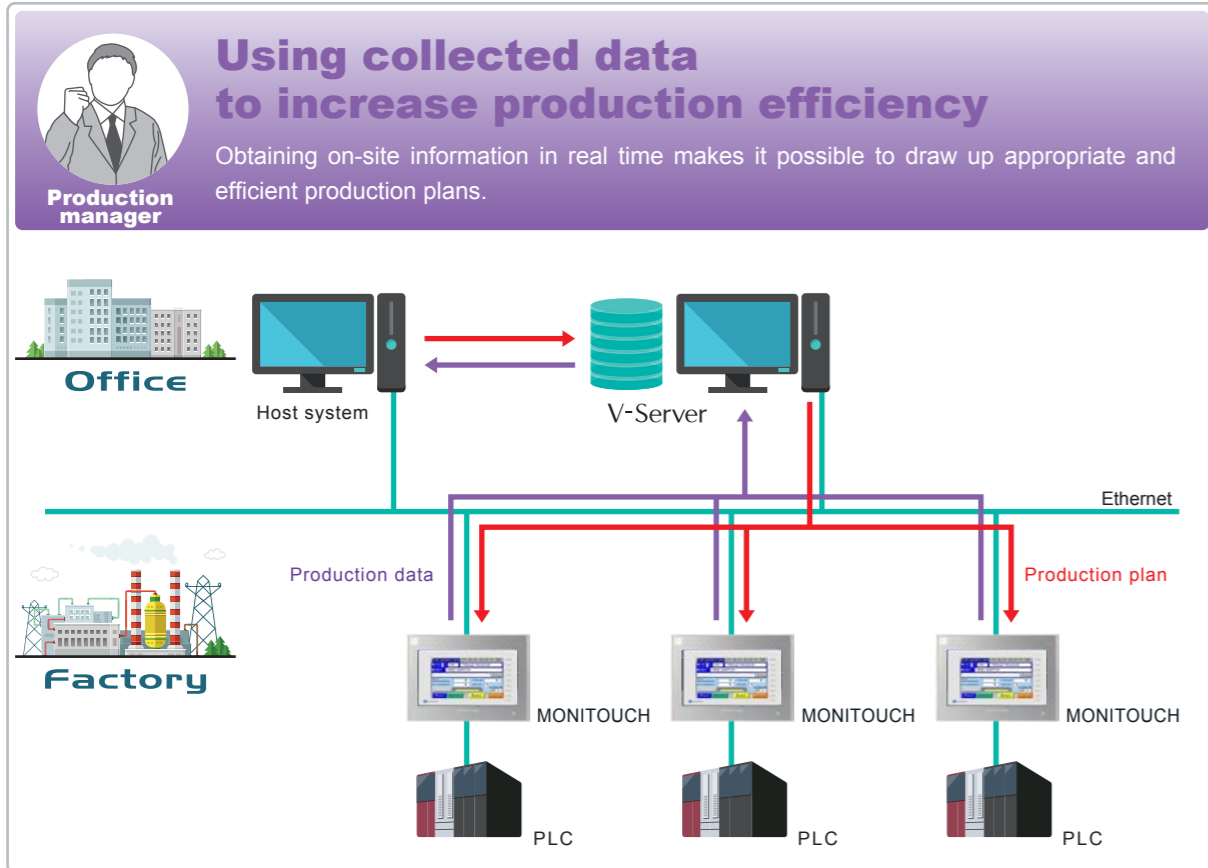 Using collected data
to increase production efficiency
Obtaining on-site information in real time makes it possible to draw up appropriate and
efficient production plans.
Production
manager
Office
Host system
V-Server
Ethernet
Production data
Production plan
Factory
MONITOUCH
MONITOUCH
MONITOUCH
PLC
PLC
PLC